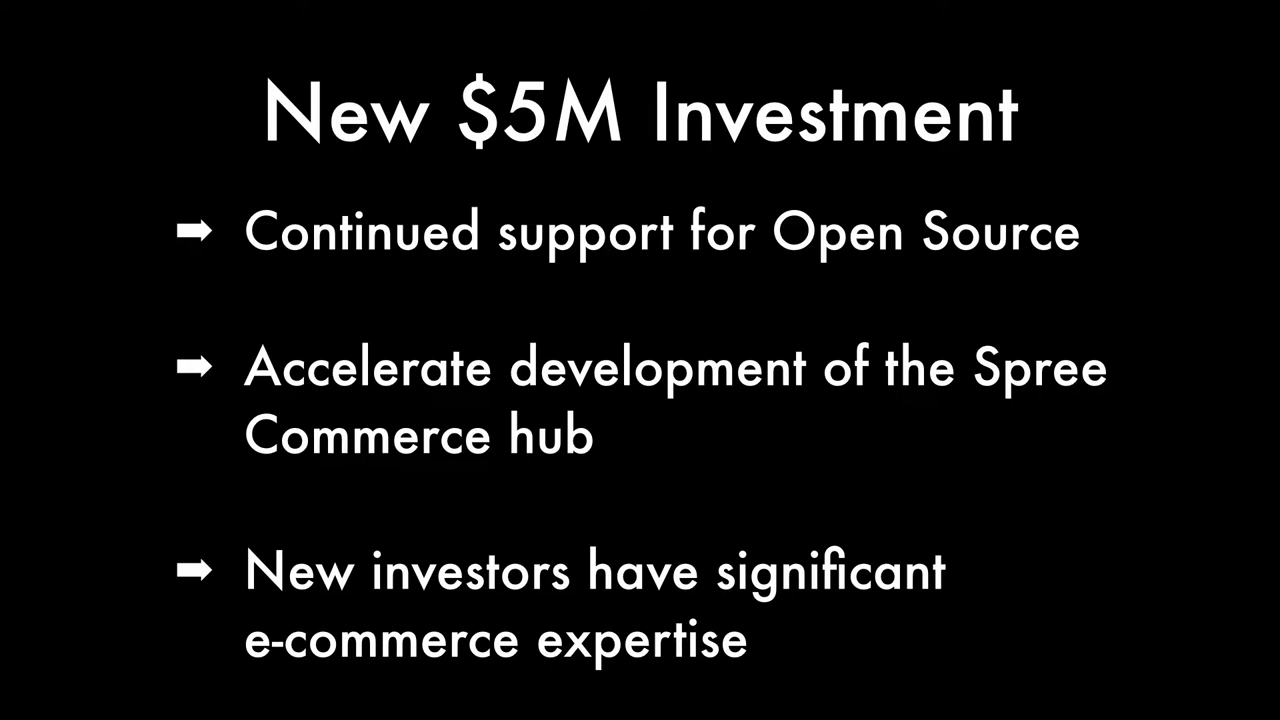 New $5M Investment
➡ Continued support for Open Source
➡ Accelerate development of the Spree
Commerce hub
➡ New investors have significant
e-commerce expertise